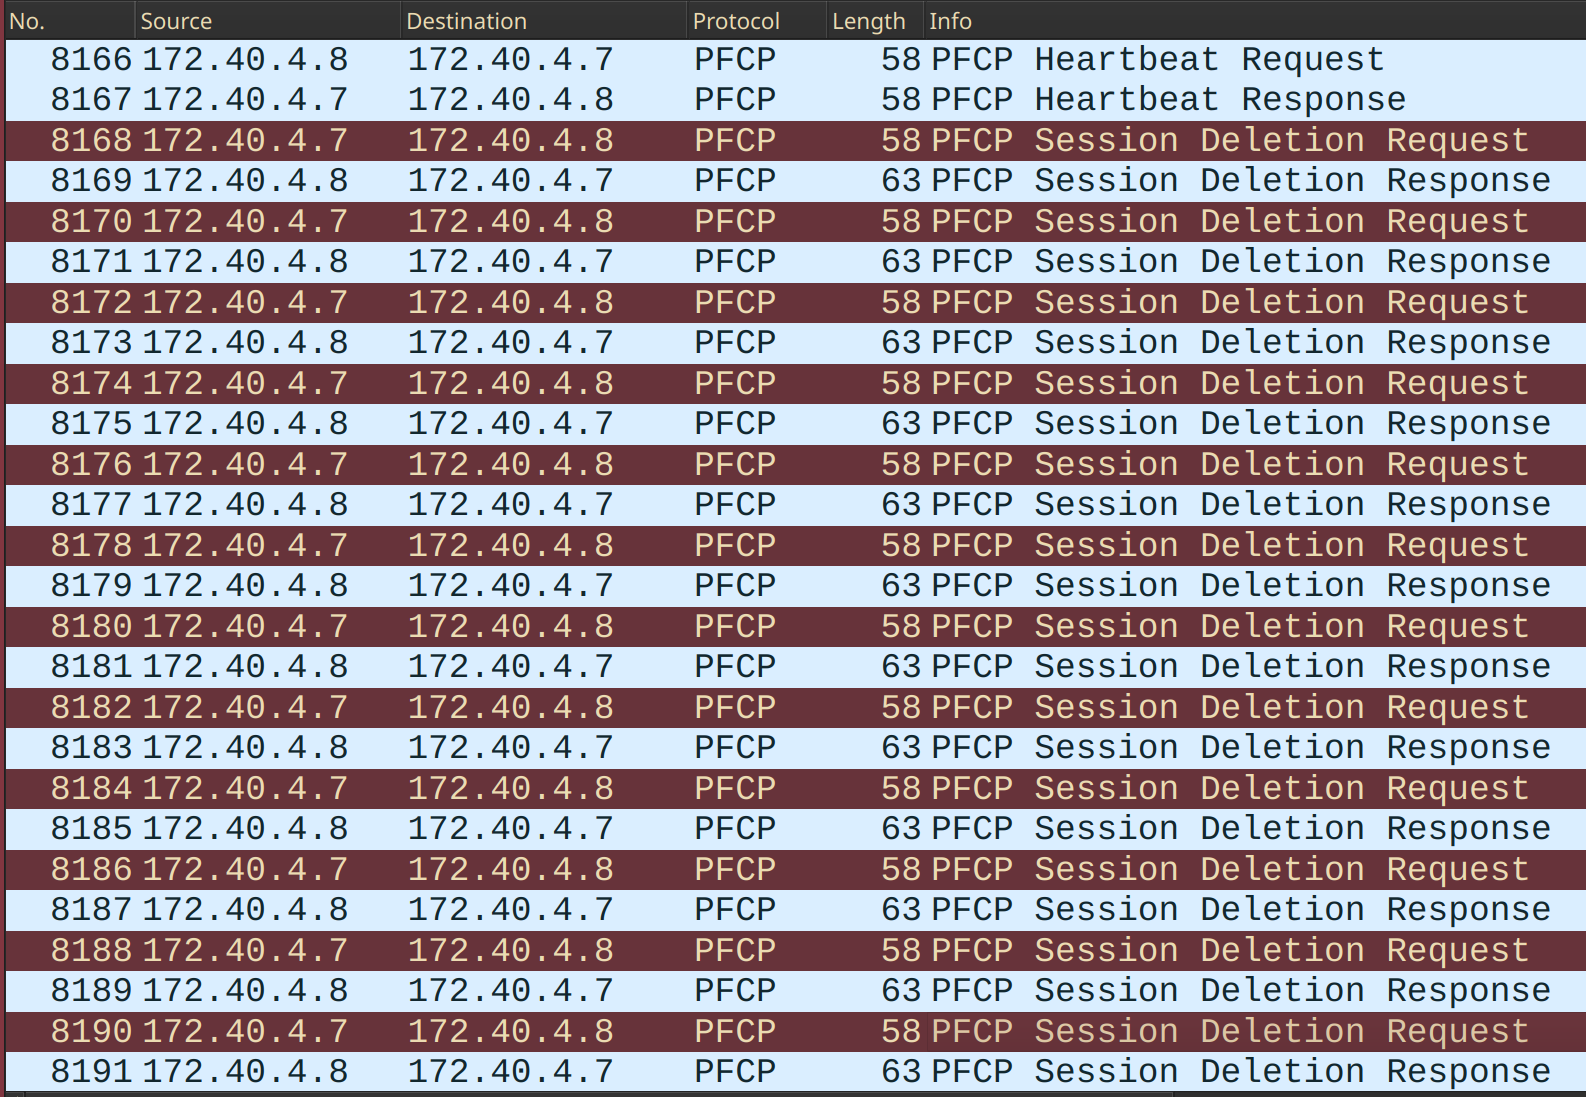 No. Source Destination Protocol Length Info
8166 172.40.4.8 172.40.4.7 PFCP 58 PFCP Heartbeat Request
8167 172.40.4.7 172.40.4.8 PFCP 58 PFCP Heartbeat Response
8168 172.40.4.7 172.40.4.8 PFCP 58 PFCP Session Deletion Request
8169 172.40.4.8 172.40.4.7 PFCP 63 PFCP Session Deletion Response
8170 172.40.4.7 172.40.4.8 PFCP 58 PFCP Session Deletion Request
8171 172.40.4.8 172.40.4.7 PFCP 63 PFCP Session Deletion Response
8172 172.40.4.7 172.40.4.8 PFCP 58 PFCP Session Deletion Request
8173 172.40.4.8 172.40.4.7 PFCP 63 PFCP Session Deletion Response
8174 172.40.4.7 172.40.4.8 PFCP 58 PFCP Session Deletion Request
8175 172.40.4.8 172.40.4.7 PFCP 63 PFCP Session Deletion Response
8176 172.40.4.7 172.40.4.8 PFCP 58 PFCP Session Deletion Request
8177 172.40.4.8 172.40.4.7 PFCP 63 PFCP Session Deletion Response
8178 172.40.4.7 172.40.4.8 PFCP 58 PFCP Session Deletion Request
8179 172.40.4.8 172.40.4.7 PFCP 63 PFCP Session Deletion Response
8180 172.40.4.7 172.40.4.8 PFCP 58 PFCP Session Deletion Request
8181 172.40.4.8 172.40.4.7 PFCP 63 PFCP Session Deletion Response
8182 172.40.4.7 172.40.4.8 PFCP 58 PFCP Session Deletion Request
8183 172.40.4.8 172.40.4.7 PFCP 63 PFCP Session Deletion Response
8184 172.40.4.7 172.40.4.8 PFCP 58 PFCP Session Deletion Request
8185 172.40.4.8 172.40.4.7 PFCP 63 PFCP Session Deletion Response
8186 172.40.4.7 172.40.4.8 PFCP 58 PFCP Session Deletion Request
8187 172.40.4.8 172.40.4.7 PFCP 63 PFCP Session Deletion Response
8188 172.40.4.7 172.40.4.8 PFCP 58 PFCP Session Deletion Request
8189 172.40.4.8 172.40.4.7 PFCP 63 PFCP Session Deletion Response
8190 172.40.4.7 172.40.4.8 PFCP 58 PFCP Session Deletion Request
8191 172.40.4.8 172.40.4.7 PFCP 63 PFCP Session Deletion Response